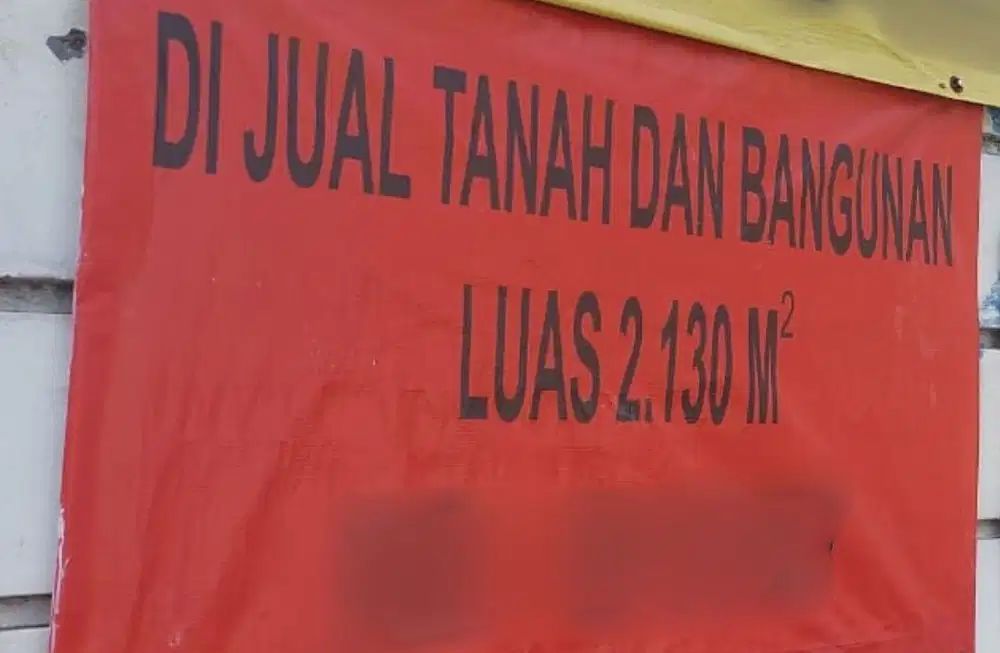 DI JUAL TANAH DAN BANGUNAN
LUAS 2.130 M²